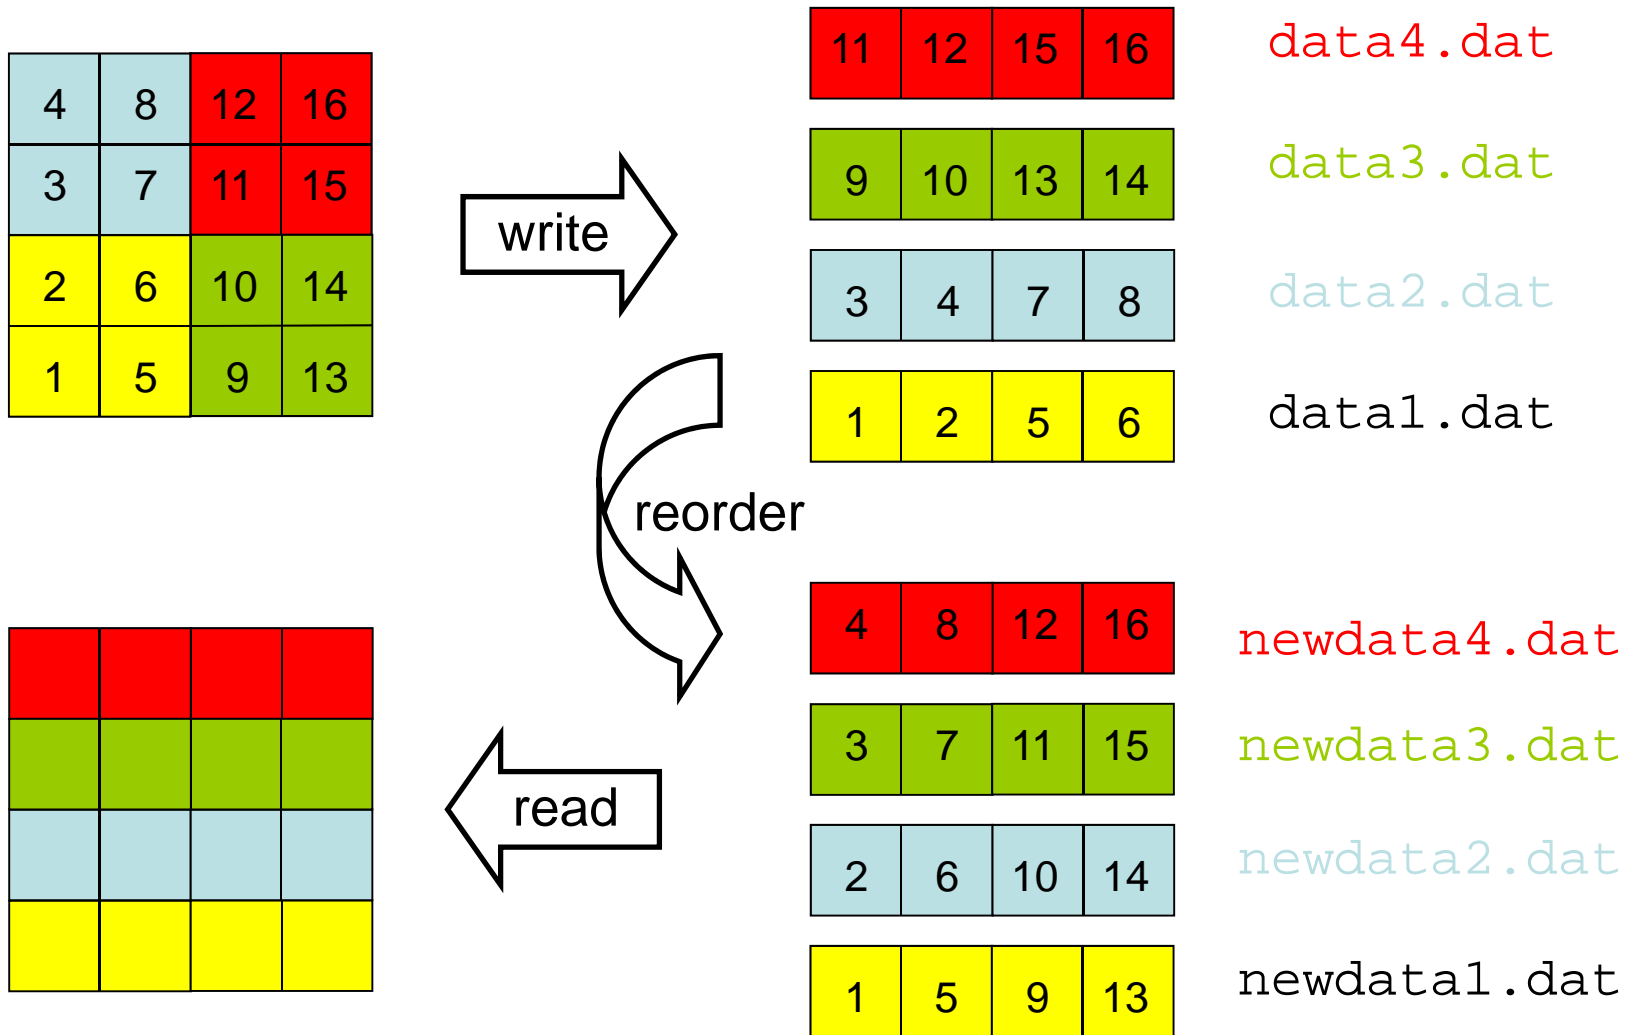 4 8 12 16
3 7 11 15
2 6 10 14
1 5 9 13
write
11 12 15 16 data4.dat
9 10 13 14 data3.dat
3 4 7 8 data2.dat
1 2 5 6 data1.dat
reorder
4 8 12 16 newdata4.dat
3 7 11 15 newdata3.dat
2 6 10 14 newdata2.dat
1 5 9 13 newdata1.dat
read